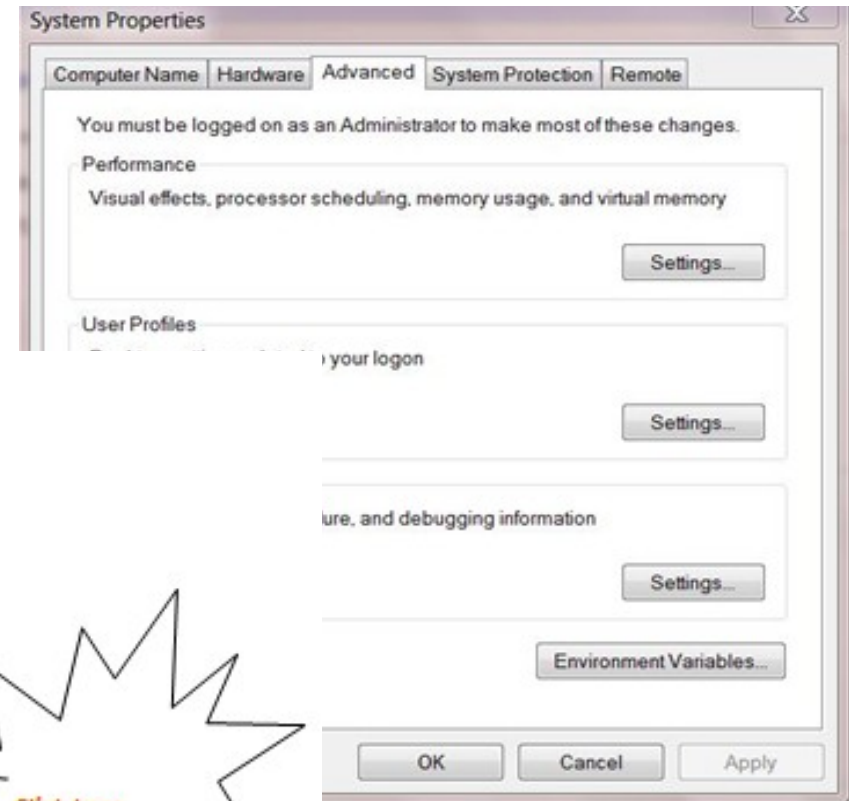 System Properties
Computer Name Hardware Advanced System Protection Remote
You must be logged on as an Administrator to make most of these changes.
Performance
Visual effects, processor scheduling, memory usage, and virtual memory
Settings...
User Profiles
your logon
Settings...
and debugging information
Settings...
Environment Variables...
OK Cancel Apply